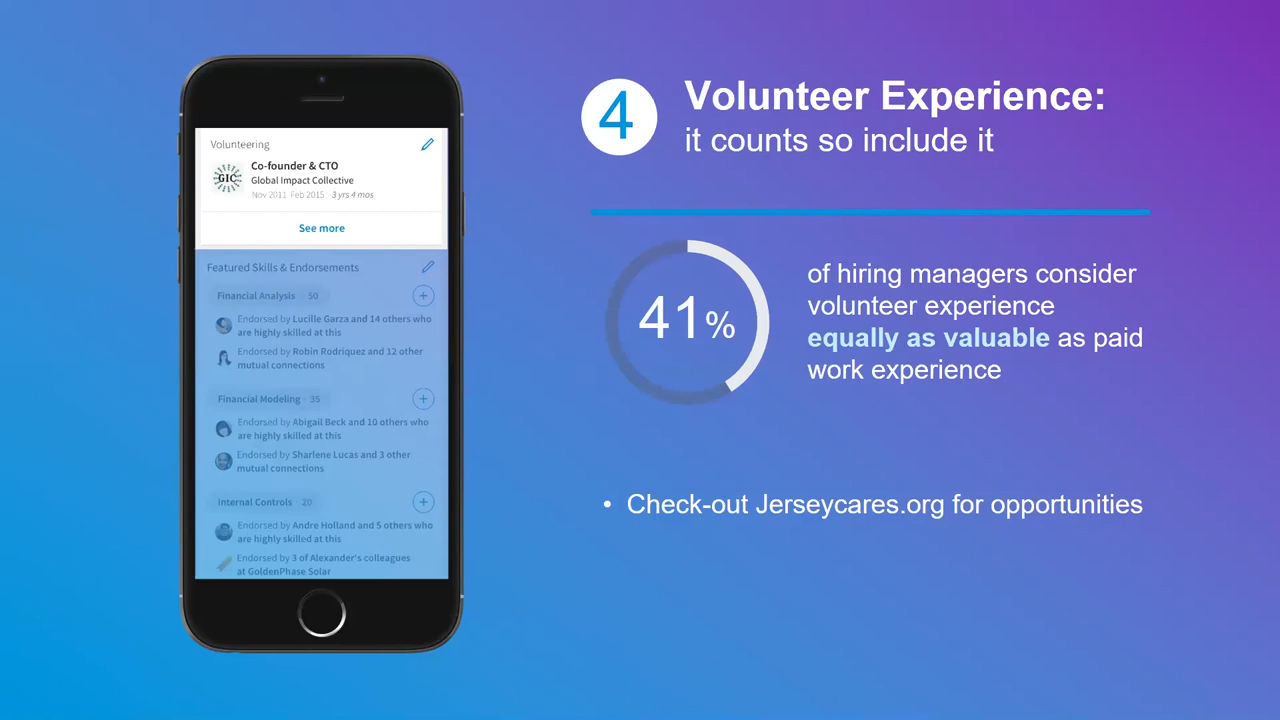 Volunteering
Co-founder & CTO
GIC
Global Impact Collective
Nov 2011 Feb 2015 3 yrs 4 mos
See more
Featured Skills & Endorsements
Financial Analysis · 50
Endorsed by Lucille Garza and 14 others who
are highly skilled at this
Endorsed by Robin Rodriquez and 12 other
mutual connections
Financial Modeling · 35
Endorsed by Abigail Beck and 10 others who
are highly skilled at this
Endorsed by Sharlene Lucas and 3 other
mutual connections
Internal Controls · 20
Endorsed by Andre Holland and 5 others who
are highly skilled at this
Endorsed by 3 of Alexander's colleagues
at GoldenPhase Solar
4
Volunteer Experience:
it counts so include it
41%
of hiring managers consider
volunteer experience
equally as valuable as paid
work experience
• Check-out Jerseycares.org for opportunities